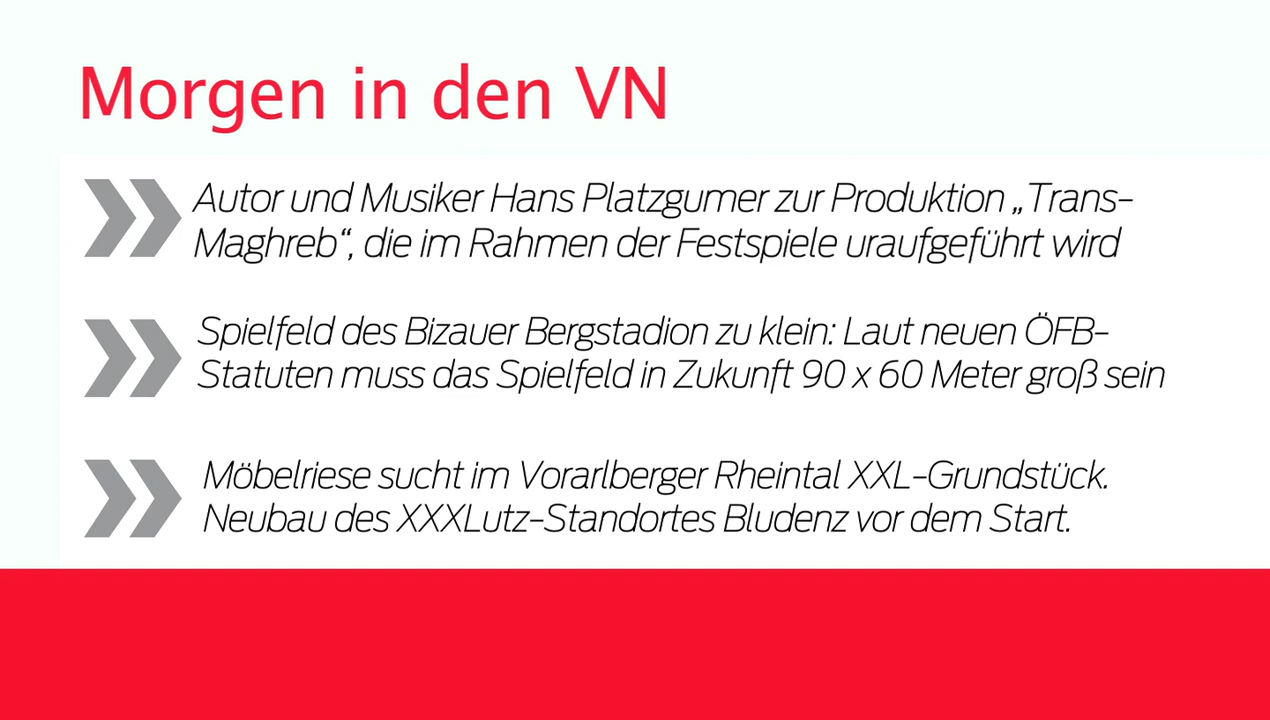 Morgen in den VN
Autor und Musiker Hans Platzgumer zur Produktion „Trans-
Maghreb“, die im Rahmen der Festspiele uraufgeführt wird
Spielfeld des Bizauer Bergstadion zu klein: Laut neuen ÖFB-
Statuten muss das Spielfeld in Zukunft 90 x 60 Meter groß sein
Möbelriese sucht im Vorarlberger Rheintal XXL-Grundstück.
Neubau des XXXLutz-Standortes Bludenz vor dem Start.